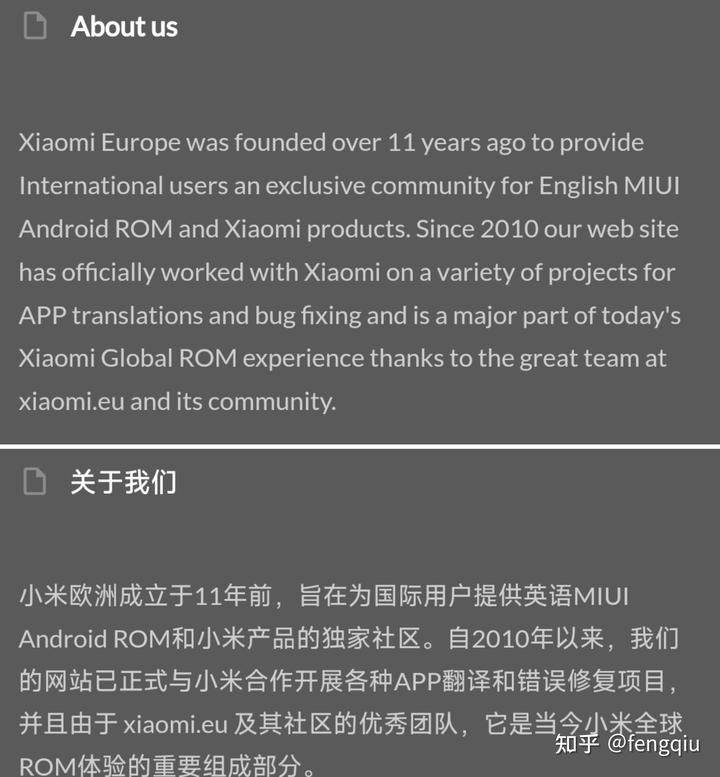 About us
Xiaomi Europe was founded over 11 years ago to provide
International users an exclusive community for English MIUI
Android ROM and Xiaomi products. Since 2010 our web site
has officially worked with Xiaomi on a variety of projects for
APP translations and bug fixing and is a major part of today's
Xiaomi Global ROM experience thanks to the great team at
xiaomi.eu and its community.
关于我们
小米欧洲成立于11年前，旨在为国际用户提供英语MIUI
Android ROM和小米产品的独家社区。自2010年以来，我们
的网站已正式与小米合作开展各种APP翻译和错误修复项目，
并且由于 xiaomi.eu 及其社区的优秀团队，它是当今小米全球
ROM体验的重要组成部分。
知乎 @fengqiu